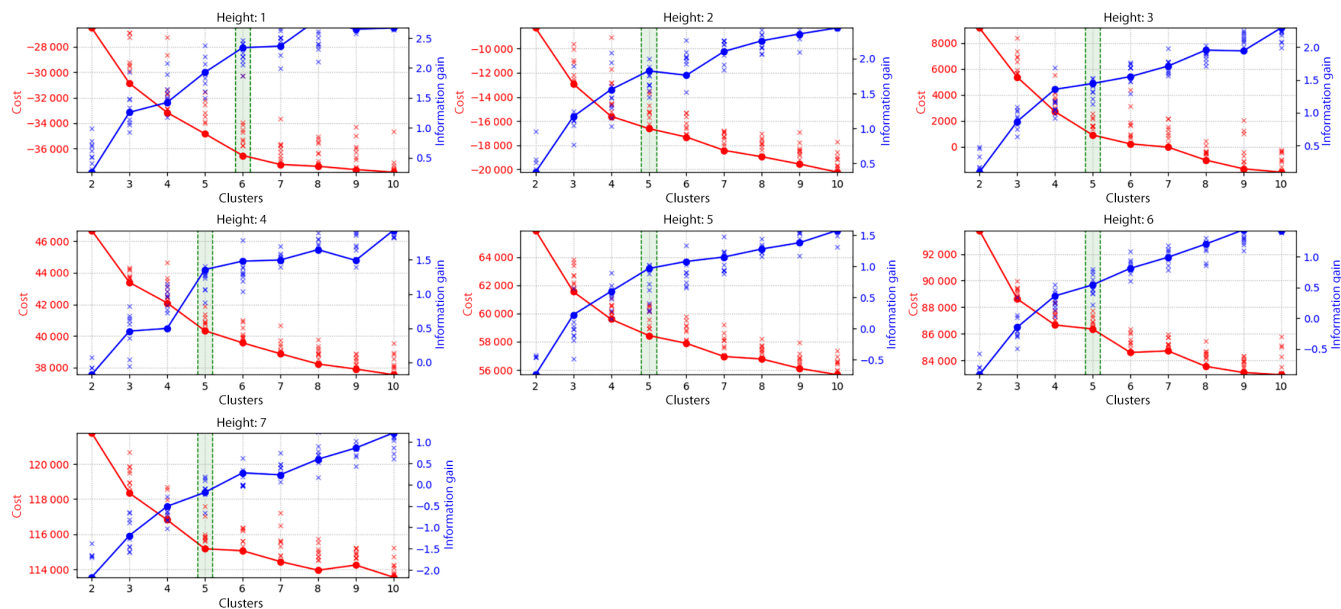 Height: 1
Cost
−28 000
−30 000
−32 000
−34 000
−36 000
2.5
2.0
1.5
1.0
0.5
Information gain
2 3 4 5 6 7 8 9 10
Clusters
Height: 2
Cost
−10 000
−12 000
−14 000
−16 000
−18 000
−20 000
2.0
1.5
1.0
0.5
Information gain
2 3 4 5 6 7 8 9 10
Clusters
Height: 3
Cost
8000
6000
4000
2000
0
2.0
1.5
1.0
0.5
Information gain
2 3 4 5 6 7 8 9 10
Clusters
Height: 4
Cost
46 000
44 000
42 000
40 000
38 000
1.5
1.0
0.5
0.0
Information gain
2 3 4 5 6 7 8 9 10
Clusters
Height: 5
Cost
64 000
62 000
60 000
58 000
56 000
1.5
1.0
0.5
0.0
−0.5
Information gain
2 3 4 5 6 7 8 9 10
Clusters
Height: 6
Cost
92 000
90 000
88 000
86 000
84 000
1.0
0.5
0.0
−0.5
Information gain
2 3 4 5 6 7 8 9 10
Clusters
Height: 7
Cost
120 000
118 000
116 000
114 000
1.0
0.5
0.0
−0.5
−1.0
−1.5
−2.0
Information gain
2 3 4 5 6 7 8 9 10
Clusters